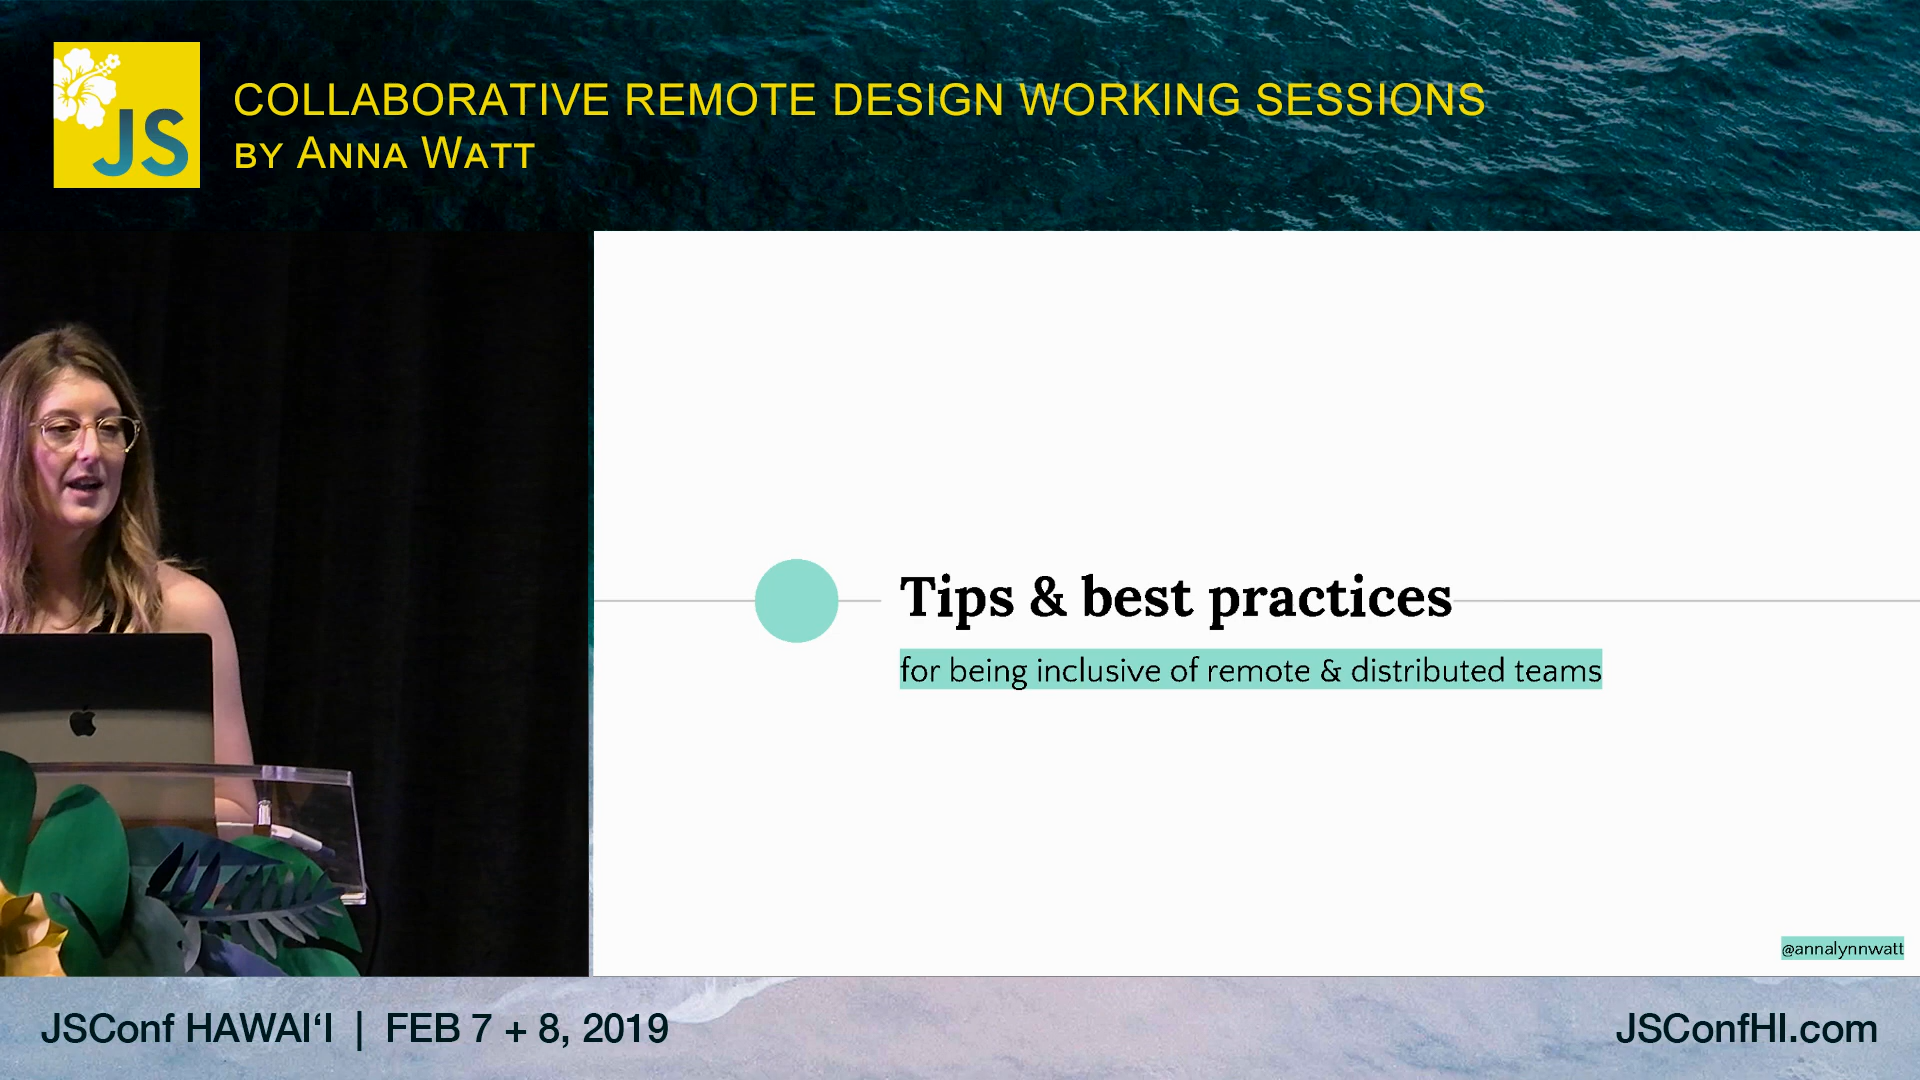 JS
COLLABORATIVE REMOTE DESIGN WORKING SESSIONS
BY ANNA WATT
Tips & best practices
for being inclusive of remote & distributed teams
@annalynnwatt
JSConf HAWAIʻI | FEB 7 + 8, 2019
JSConfHI.com